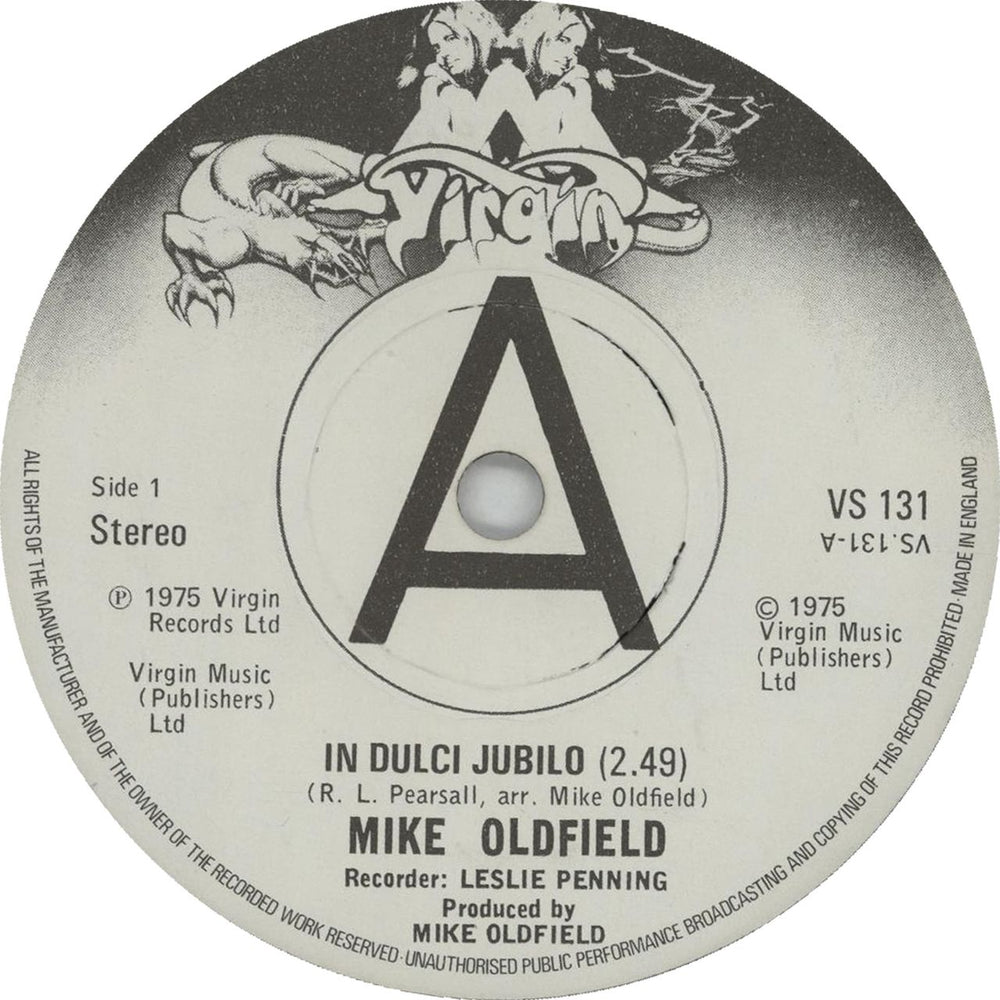 Virgin
A
Side 1
Stereo
℗ 1975 Virgin
Records Ltd
Virgin Music
(Publishers)
Ltd
VS 131
VS.131-A
© 1975
Virgin Music
(Publishers)
Ltd
IN DULCI JUBILO (2.49)
(R. L. Pearsall, arr. Mike Oldfield)
MIKE OLDFIELD
Recorder: LESLIE PENNING
Produced by
MIKE OLDFIELD
ALL RIGHTS OF THE MANUFACTURER AND OF THE OWNER OF THE RECORDED WORK RESERVED·UNAUTHORISED PUBLIC PERFORMANCE BROADCASTING AND COPYING OF THIS RECORD PROHIBITED·MADE IN ENGLAND